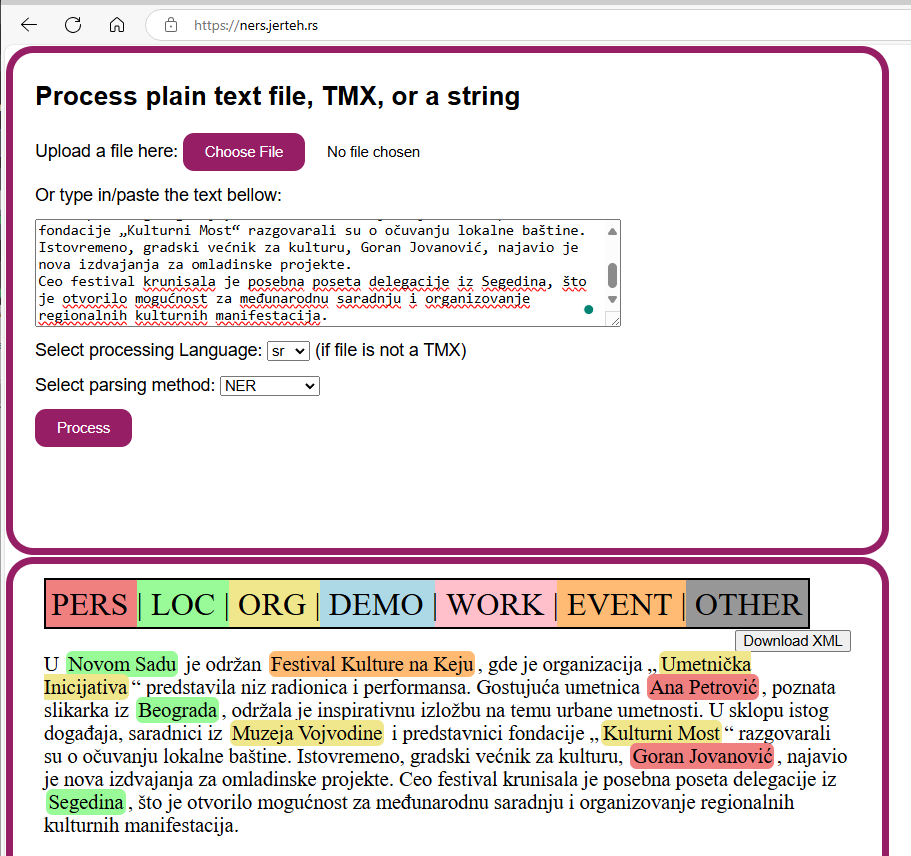 https://ners.jerteh.rs
Process plain text file, TMX, or a string
Upload a file here: Choose File No file chosen
Or type in/paste the text bellow:
fondacije „Kulturni Most“ razgovarali su o očuvanju lokalne baštine.
Istovremeno, gradski većnik za kulturu, Goran Jovanović, najavio je
nova izdvajanja za omladinske projekte.
Ceo festival krunisala je posebna poseta delegacije iz Segedina, što
je otvorilo mogućnost za međunarodnu saradnju i organizovanje
regionalnih kulturnih manifestacija.
Select processing Language: sr (if file is not a TMX)
Select parsing method: NER
Process
PERS | LOC | ORG | DEMO | WORK | EVENT | OTHER
Download XML
U Novom Sadu je održan Festival Kulture na Keju , gde je organizacija „ Umetnička
Inicijativa “ predstavila niz radionica i performansa. Gostujuća umetnica Ana Petrović , poznata
slikarka iz Beograda , održala je inspirativnu izložbu na temu urbane umetnosti. U sklopu istog
događaja, saradnici iz Muzeja Vojvodine i predstavnici fondacije „ Kulturni Most “ razgovarali
su o očuvanju lokalne baštine. Istovremeno, gradski većnik za kulturu, Goran Jovanović , najavio
je nova izdvajanja za omladinske projekte. Ceo festival krunisala je posebna poseta delegacije iz
Segedina , što je otvorilo mogućnost za međunarodnu saradnju i organizovanje regionalnih
kulturnih manifestacija.